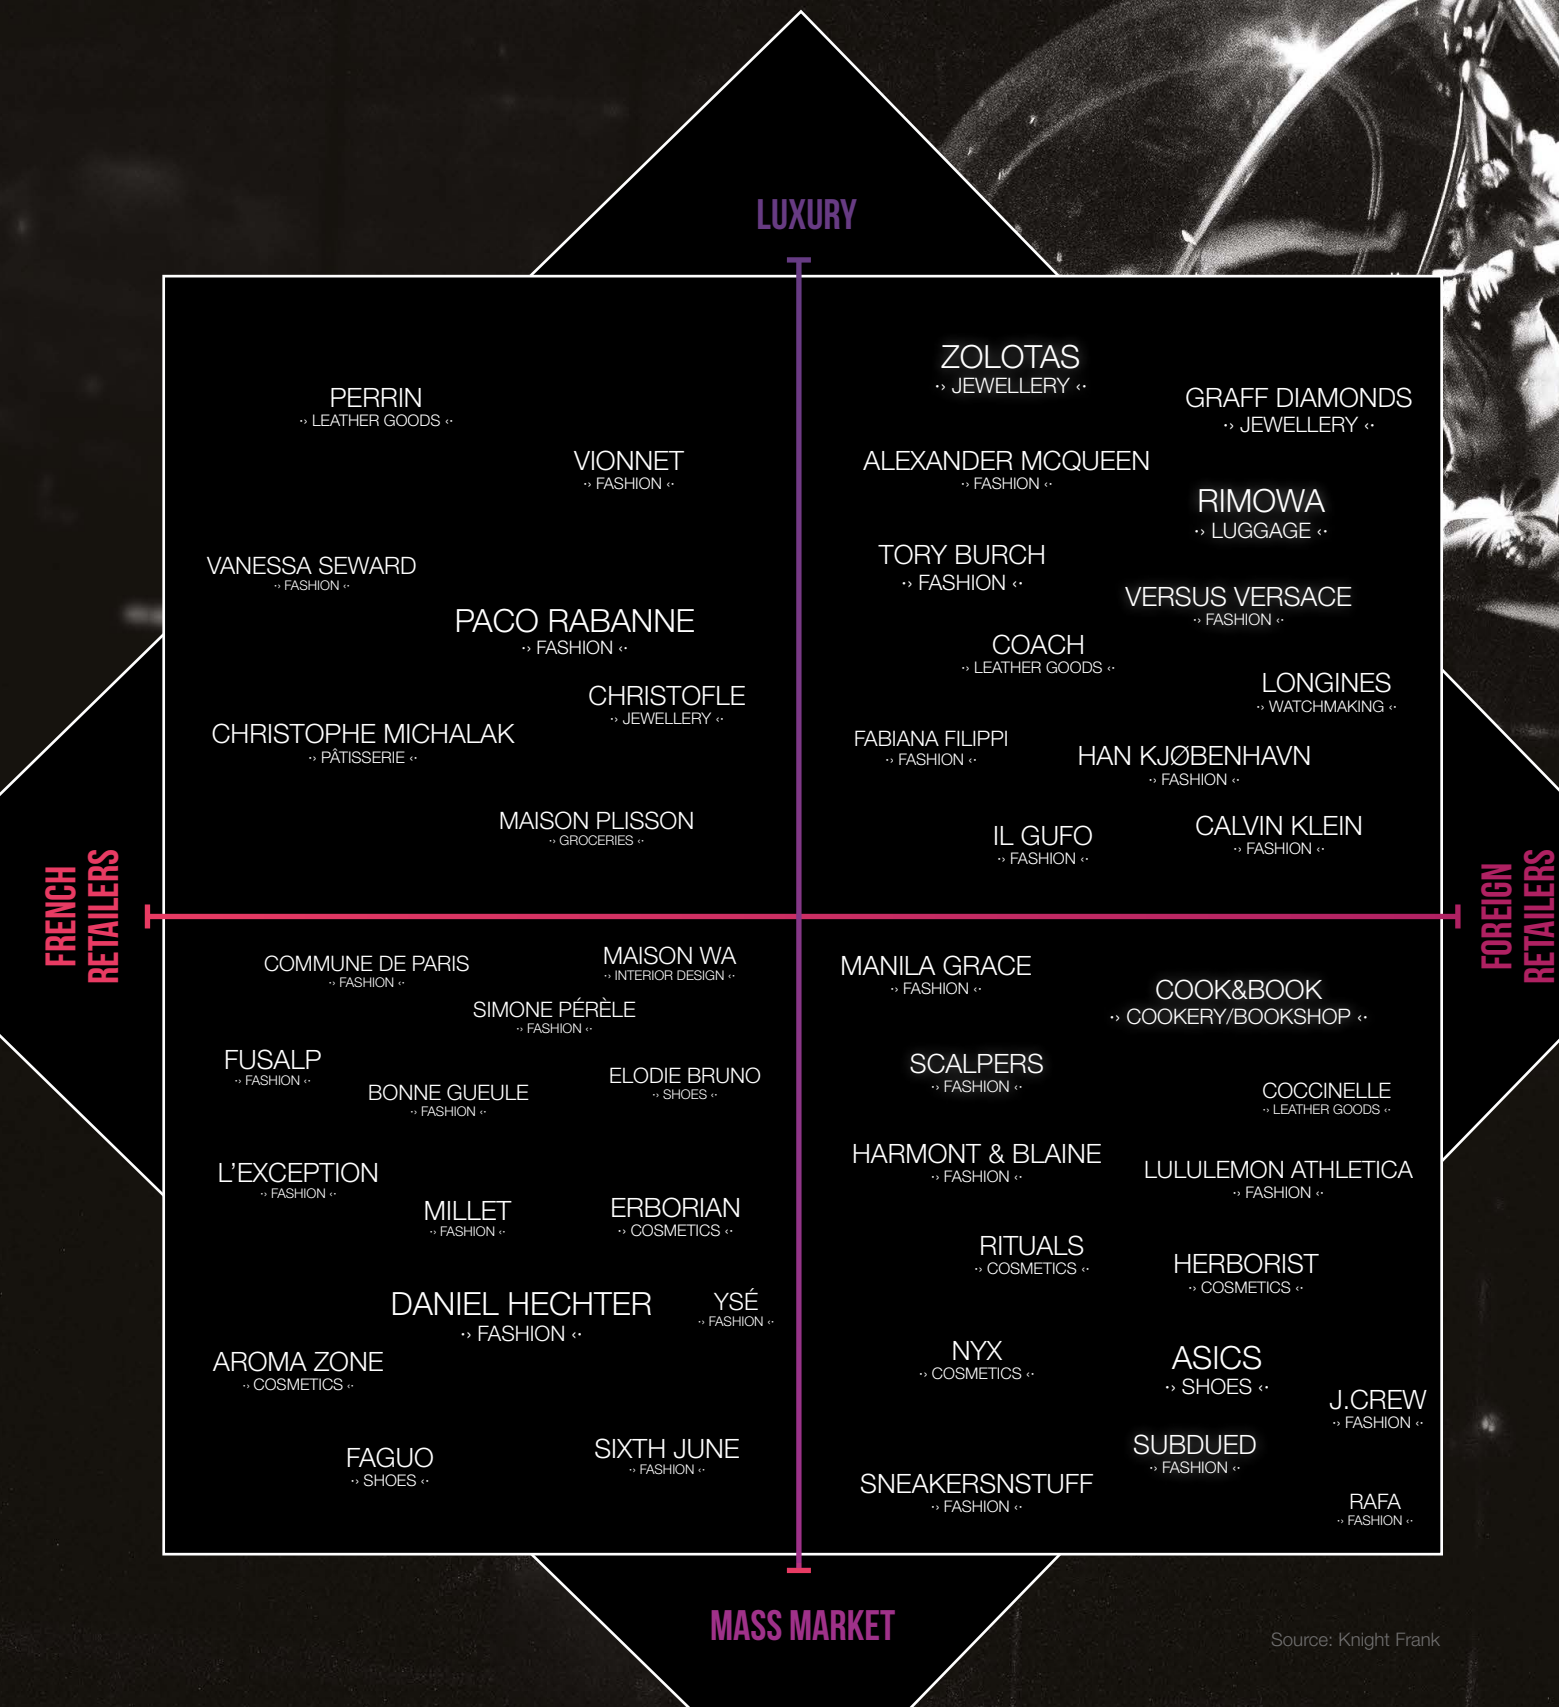 LUXURY
PERRIN
·› LEATHER GOODS ‹·
VIONNET
·› FASHION ‹·
VANESSA SEWARD
·› FASHION ‹·
PACO RABANNE
·› FASHION ‹·
CHRISTOFLE
·› JEWELLERY ‹·
CHRISTOPHE MICHALAK
·› PÂTISSERIE ‹·
MAISON PLISSON
·› GROCERIES ‹·
ZOLOTAS
·› JEWELLERY ‹·
GRAFF DIAMONDS
·› JEWELLERY ‹·
ALEXANDER MCQUEEN
·› FASHION ‹·
RIMOWA
·› LUGGAGE ‹·
TORY BURCH
·› FASHION ‹·
VERSUS VERSACE
·› FASHION ‹·
COACH
·› LEATHER GOODS ‹·
LONGINES
·› WATCHMAKING ‹·
FABIANA FILIPPI
·› FASHION ‹·
HAN KJØBENHAVN
·› FASHION ‹·
IL GUFO
·› FASHION ‹·
CALVIN KLEIN
·› FASHION ‹·
FRENCH
RETAILERS
FOREIGN
RETAILERS
COMMUNE DE PARIS
·› FASHION ‹·
MAISON WA
·› INTERIOR DESIGN ‹·
SIMONE PÉRÈLE
·› FASHION ‹·
FUSALP
·› FASHION ‹·
BONNE GUEULE
·› FASHION ‹·
ELODIE BRUNO
·› SHOES ‹·
L’EXCEPTION
·› FASHION ‹·
MILLET
·› FASHION ‹·
ERBORIAN
·› COSMETICS ‹·
DANIEL HECHTER
·› FASHION ‹·
YSÉ
·› FASHION ‹·
AROMA ZONE
·› COSMETICS ‹·
FAGUO
·› SHOES ‹·
SIXTH JUNE
·› FASHION ‹·
MANILA GRACE
·› FASHION ‹·
COOK&BOOK
·› COOKERY/BOOKSHOP ‹·
SCALPERS
·› FASHION ‹·
COCCINELLE
·› LEATHER GOODS ‹·
HARMONT & BLAINE
·› FASHION ‹·
LULULEMON ATHLETICA
·› FASHION ‹·
RITUALS
·› COSMETICS ‹·
HERBORIST
·› COSMETICS ‹·
NYX
·› COSMETICS ‹·
ASICS
·› SHOES ‹·
J.CREW
·› FASHION ‹·
SUBDUED
·› FASHION ‹·
SNEAKERSNSTUFF
·› FASHION ‹·
RAFA
·› FASHION ‹·
MASS MARKET
Source: Knight Frank